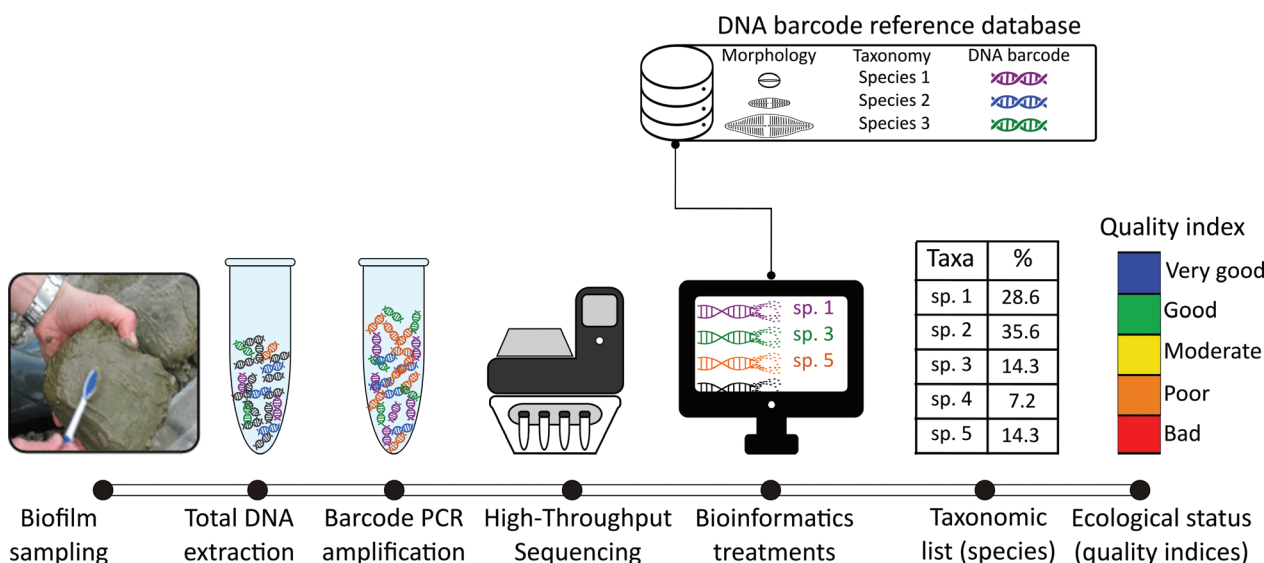 DNA barcode reference database
Morphology Taxonomy DNA barcode
Species 1
Species 2
Species 3
sp. 1
sp. 3
sp. 5
Taxa %
sp. 1 28.6
sp. 2 35.6
sp. 3 14.3
sp. 4 7.2
sp. 5 14.3
Quality index
Very good
Good
Moderate
Poor
Bad
Biofilm
sampling
Total DNA
extraction
Barcode PCR
amplification
High-Throughput
Sequencing
Bioinformatics
treatments
Taxonomic
list (species)
Ecological status
(quality indices)